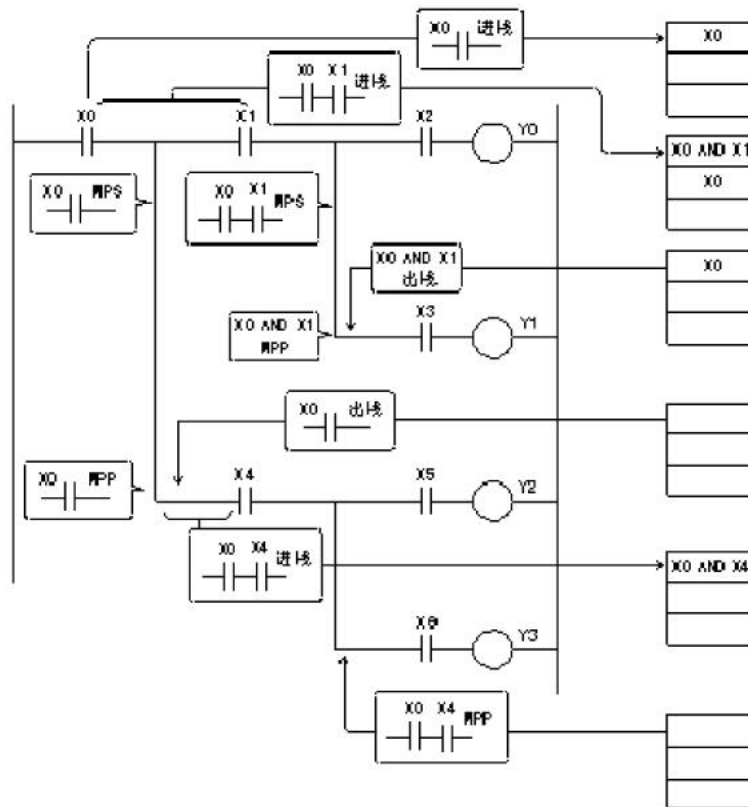 X0 进栈
X0
X0 X1 进栈
X0 X1 X2 Y0
X0 AND X1
X0
X0 MPS
X0 X1 MPS
X0 AND X1
出栈
X0
X3 Y1
X0 AND X1
MPP
X0 出栈
X0 MPP
X4 X5 Y2
X0 X4 进栈
X0 AND X4
Y3
X0 X4 MPP